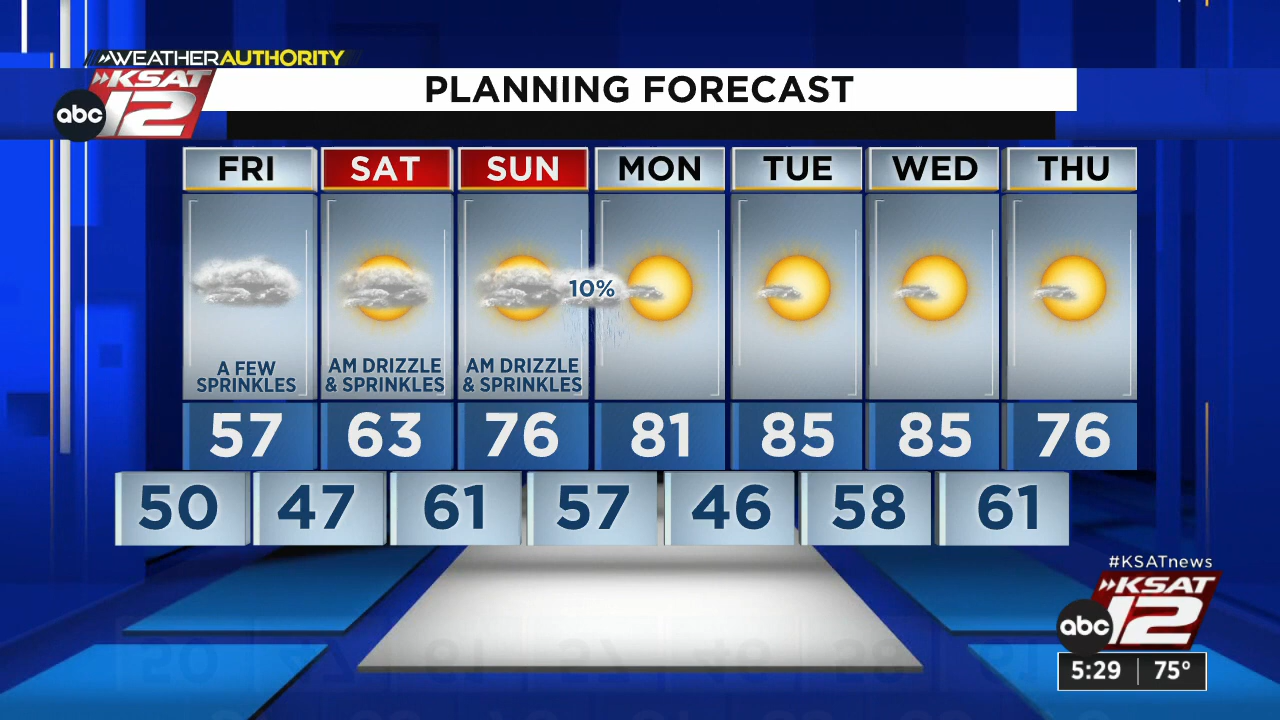 WEATHERAUTHORITY
KSAT
abc 12
PLANNING FORECAST
FRI SAT SUN MON TUE WED THU
10%
A FEW
SPRINKLES
AM DRIZZLE
& SPRINKLES
AM DRIZZLE
& SPRINKLES
57 63 76 81 85 85 76
50 47 61 57 46 58 61
#KSATnews
KSAT
abc 12
5:29 75°